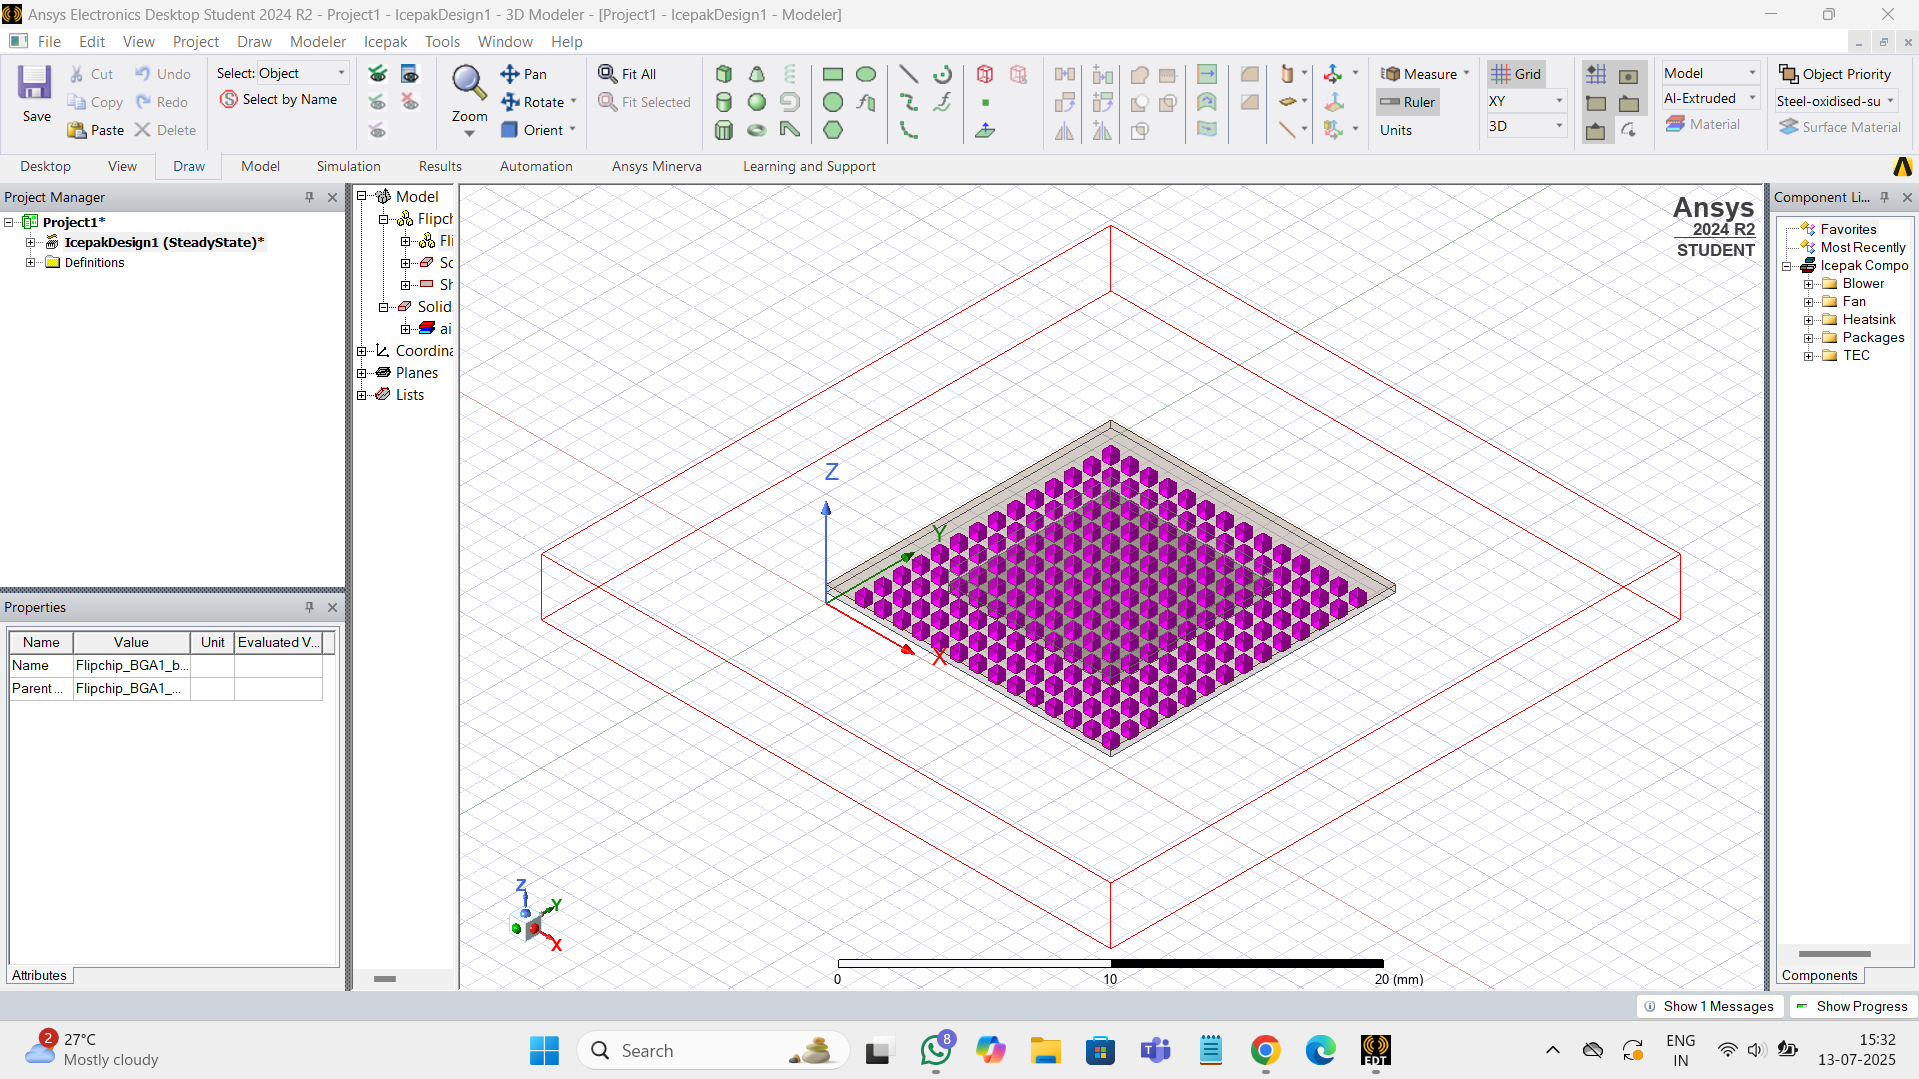 Ansys Electronics Desktop Student 2024 R2 - Project1 - IcepakDesign1 - 3D Modeler - [Project1 - IcepakDesign1 - Modeler]
File Edit View Project Draw Modeler Icepak Tools Window Help
Save
Cut
Copy
Paste
Undo
Redo
Delete
Select: Object
Select by Name
Zoom
Pan
Rotate
Orient
Fit All
Fit Selected
Measure
Ruler
Units
Grid
XY
3D
Model
Al-Extruded
Material
Object Priority
Steel-oxidised-su
Surface Material
Desktop View Draw Model Simulation Results Automation Ansys Minerva Learning and Support
Project Manager
Project1*
IcepakDesign1 (SteadyState)*
Definitions
Properties
Name Value Unit Evaluated V...
Name Flipchip_BGA1_b...
Parent ... Flipchip_BGA1_...
Attributes
Model
Flipch
Fli
Sc
Sh
Solid
ai
Coordina
Planes
Lists
Ansys
2024 R2
STUDENT
Z
Y
X
Z
Y
X
0 10 20 (mm)
Component Li...
Favorites
Most Recently
Icepak Compo
Blower
Fan
Heatsink
Packages
TEC
Components
Show 1 Messages
Show Progress
2
27°C
Mostly cloudy
Search
8
EDT
ENG
IN
15:32
13-07-2025